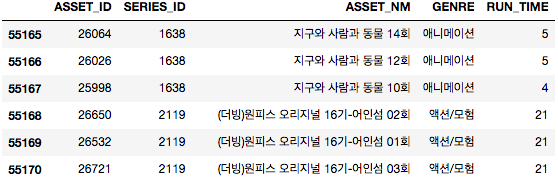 ASSET_ID SERIES_ID ASSET_NM GENRE RUN_TIME
55165 26064 1638 지구와 사람과 동물 14회 애니메이션 5
55166 26026 1638 지구와 사람과 동물 12회 애니메이션 5
55167 25998 1638 지구와 사람과 동물 10회 애니메이션 4
55168 26650 2119 (더빙)원피스 오리지널 16기-어인섬 02회 액션/모험 21
55169 26532 2119 (더빙)원피스 오리지널 16기-어인섬 01회 액션/모험 21
55170 26721 2119 (더빙)원피스 오리지널 16기-어인섬 03회 액션/모험 21